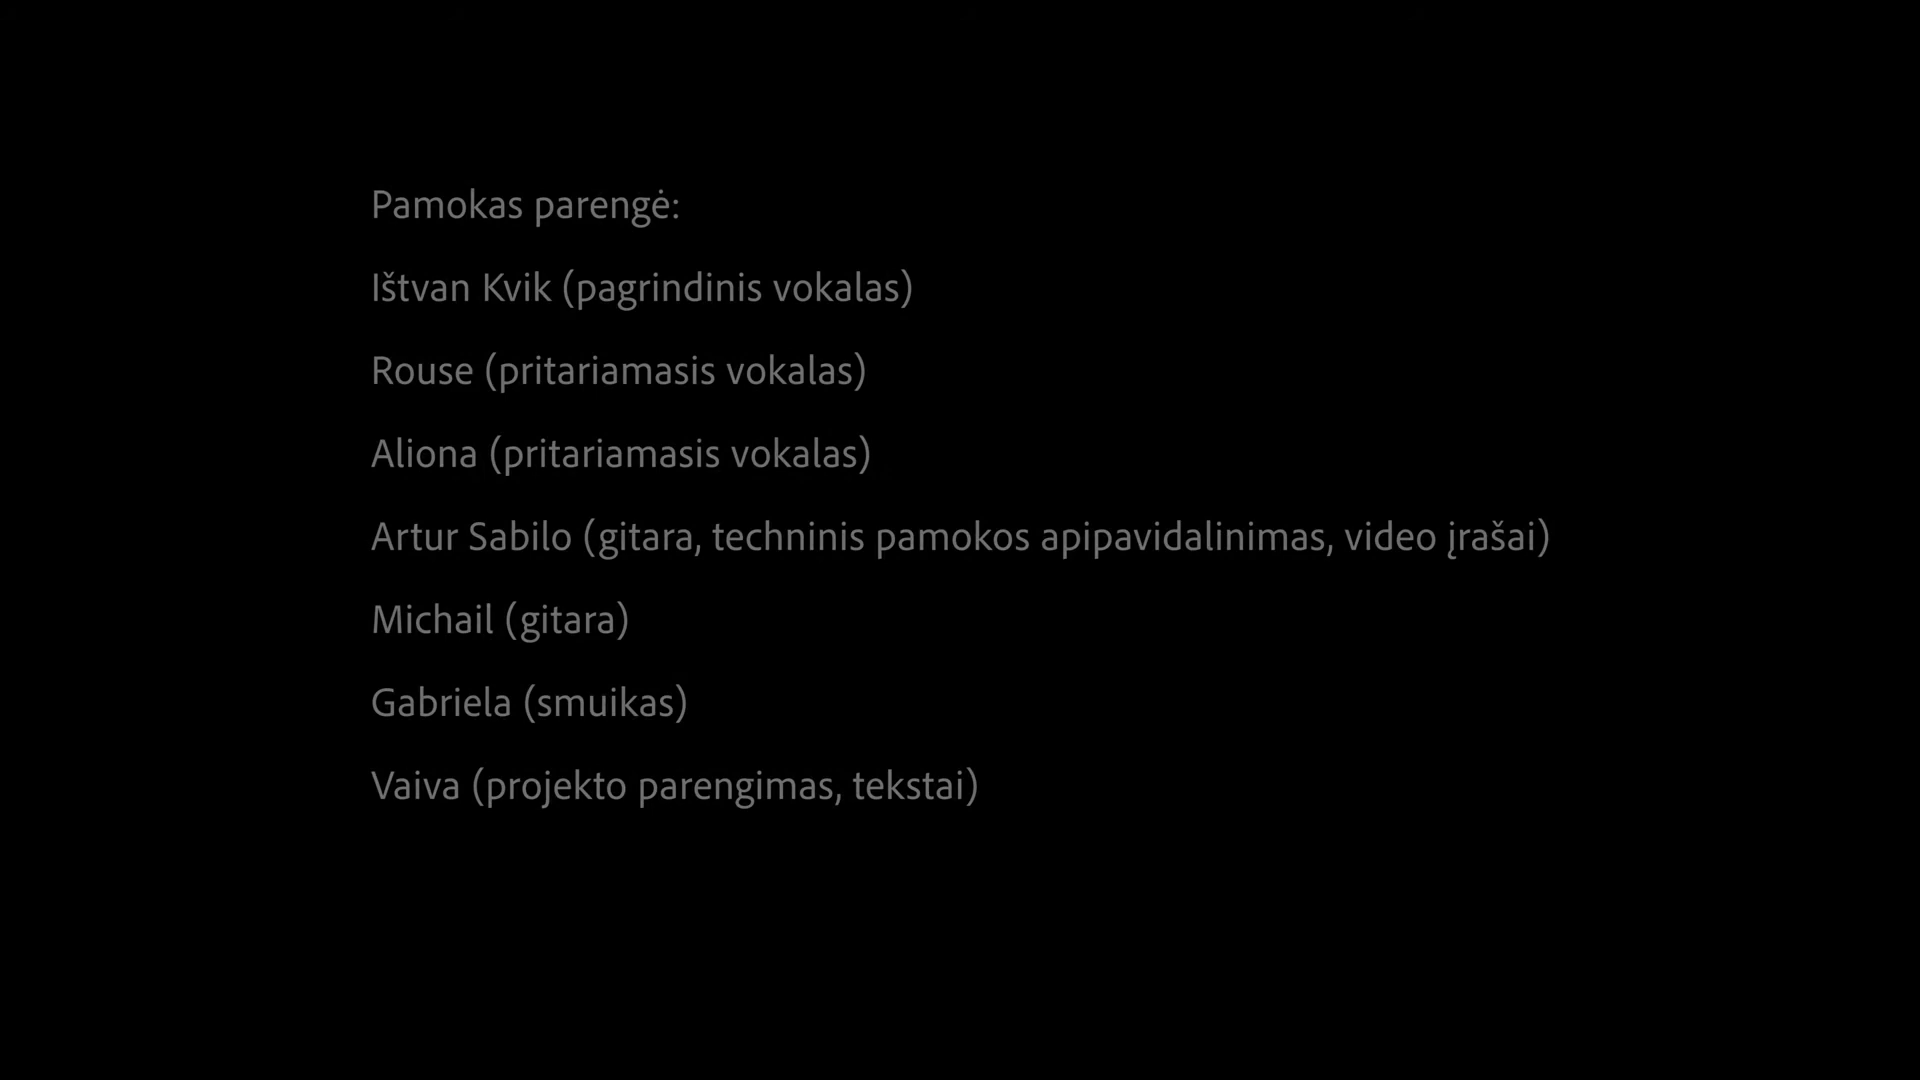 Pamokas parengė:
Ištvan Kvik (pagrindinis vokalas)
Rouse (pritariamasis vokalas)
Aliona (pritariamasis vokalas)
Artur Sabilo (gitara, techninis pamokos apipavidalinimas, video įrašai)
Michail (gitara)
Gabriela (smuikas)
Vaiva (projekto parengimas, tekstai)